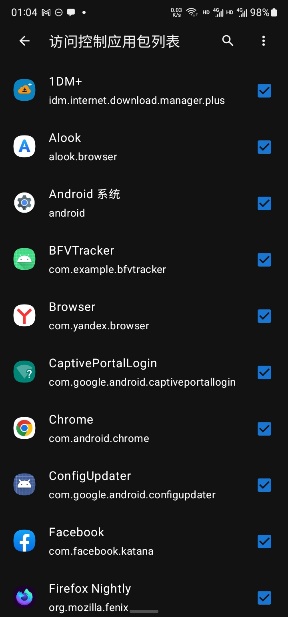 01:04 0.03 K/s HD 4G HD 4G 98%
访问控制应用包列表
1DM+
idm.internet.download.manager.plus
Alook
alook.browser
Android 系统
android
BFVTracker
com.example.bfvtracker
Browser
com.yandex.browser
CaptivePortalLogin
com.google.android.captiveportallogin
Chrome
com.android.chrome
ConfigUpdater
com.google.android.configupdater
Facebook
com.facebook.katana
Firefox Nightly
org.mozilla.fenix